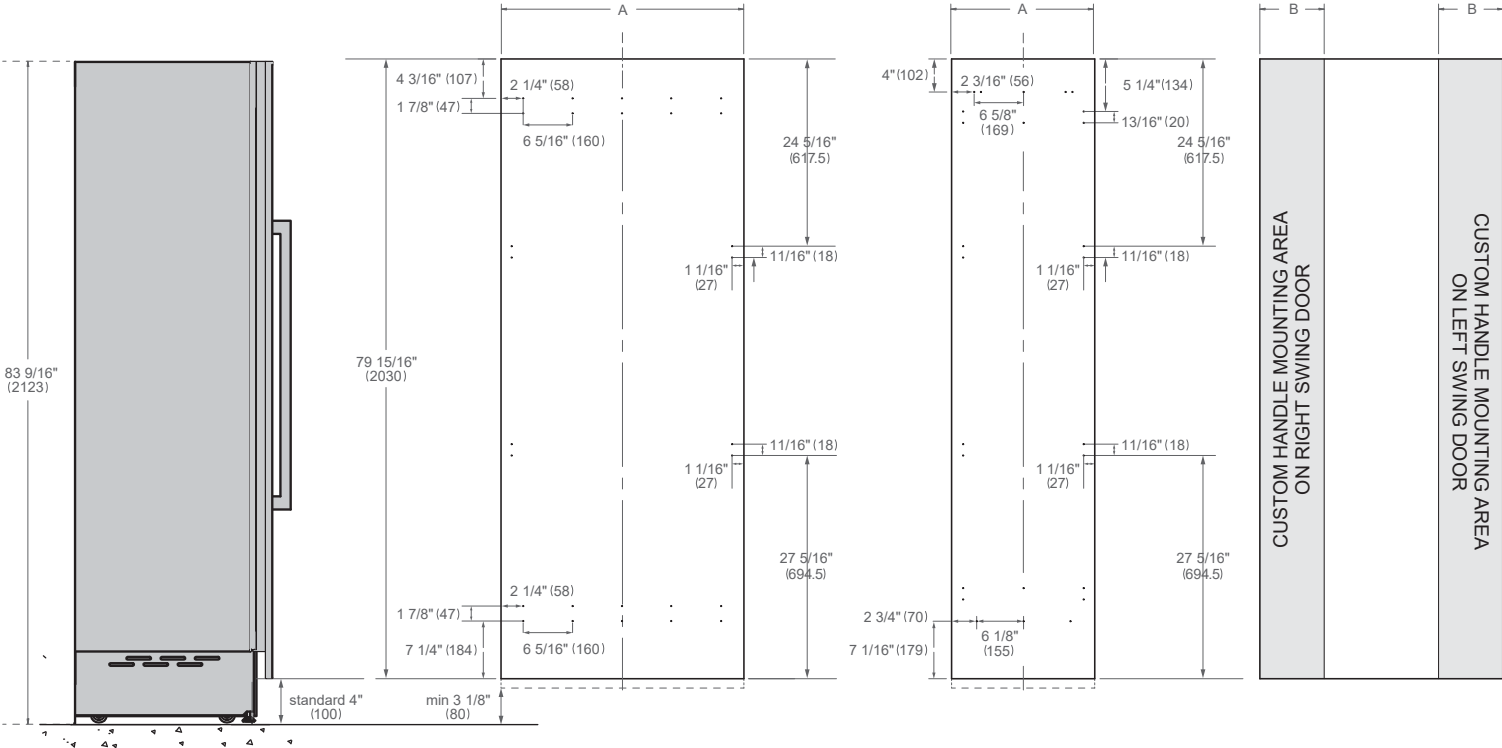 A
A
B
B
4 3/16" (107)
2 1/4" (58)
1 7/8" (47)
6 5/16" (160)
24 5/16"
(617.5)
4" (102)
2 3/16" (56)
6 5/8"
(169)
5 1/4" (134)
13/16" (20)
24 5/16"
(617.5)
11/16" (18)
1 1/16"
(27)
11/16" (18)
1 1/16"
(27)
83 9/16"
(2123)
79 15/16"
(2030)
11/16" (18)
1 1/16"
(27)
11/16" (18)
1 1/16"
(27)
27 5/16"
(694.5)
27 5/16"
(694.5)
2 1/4" (58)
1 7/8" (47)
6 5/16" (160)
7 1/4" (184)
2 3/4" (70)
6 1/8"
(155)
7 1/16" (179)
standard 4"
(100)
min 3 1/8"
(80)
CUSTOM HANDLE MOUNTING AREA
ON RIGHT SWING DOOR
CUSTOM HANDLE MOUNTING AREA
ON LEFT SWING DOOR